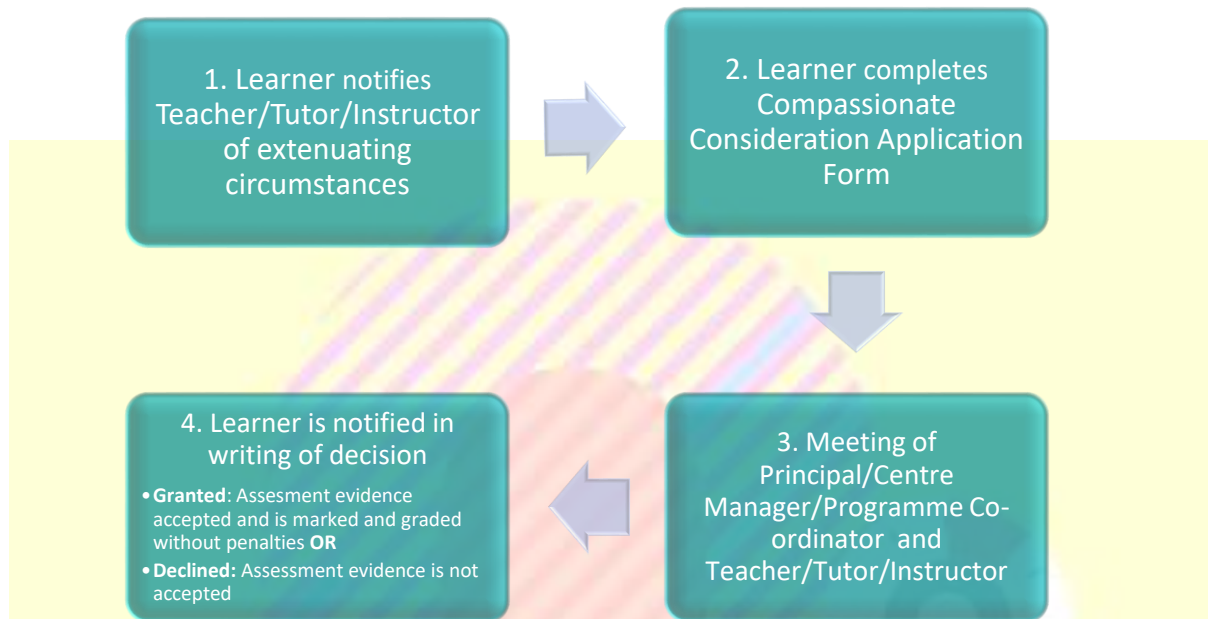 1. Learner notifies
Teacher/Tutor/Instructor
of extenuating
circumstances
2. Learner completes
Compassionate
Consideration Application
Form
3. Meeting of
Principal/Centre
Manager/Programme Co-
ordinator and
Teacher/Tutor/Instructor
4. Learner is notified in
writing of decision
•Granted: Assesment evidence
accepted and is marked and graded
without penalties OR
•Declined: Assessment evidence is not
accepted